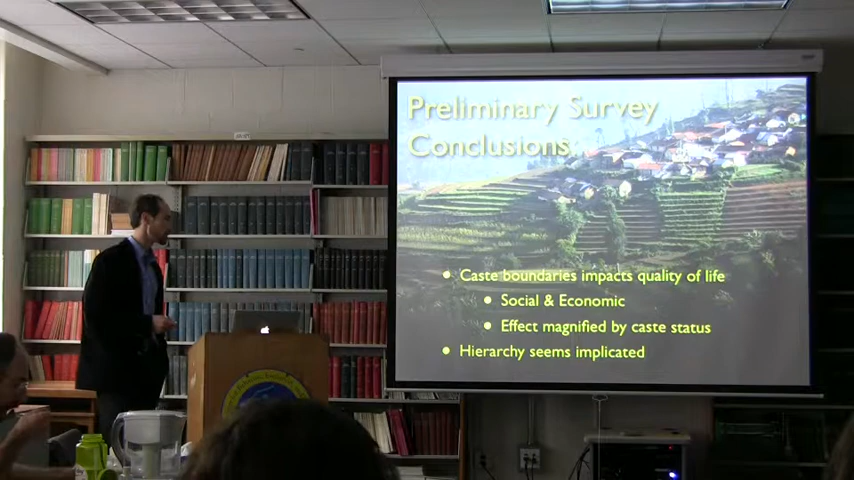 Preliminary Survey
Conclusions
• Caste boundaries impacts quality of life
• Social & Economic
• Effect magnified by caste status
• Hierarchy seems implicated